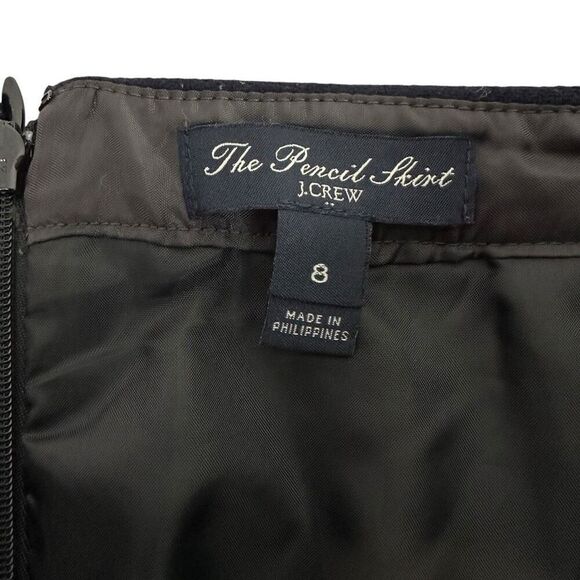 The Pencil Skirt
J.CREW
8
MADE IN
PHILIPPINES